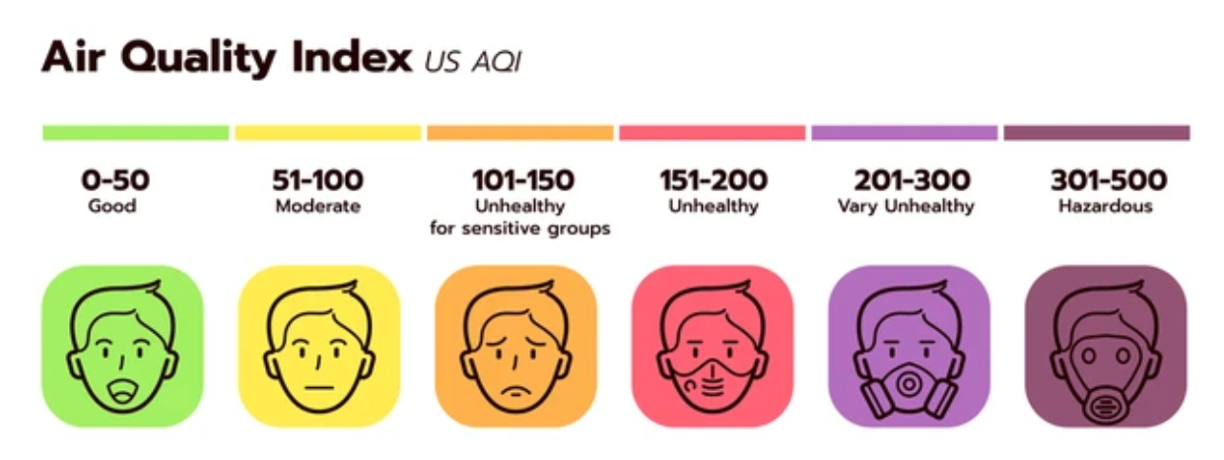 Air Quality Index US AQI
0-50 51-100 101-150 151-200 201-300 301-500
Good Moderate Unhealthy Unhealthy Vary Unhealthy Hazardous
for sensitive groups